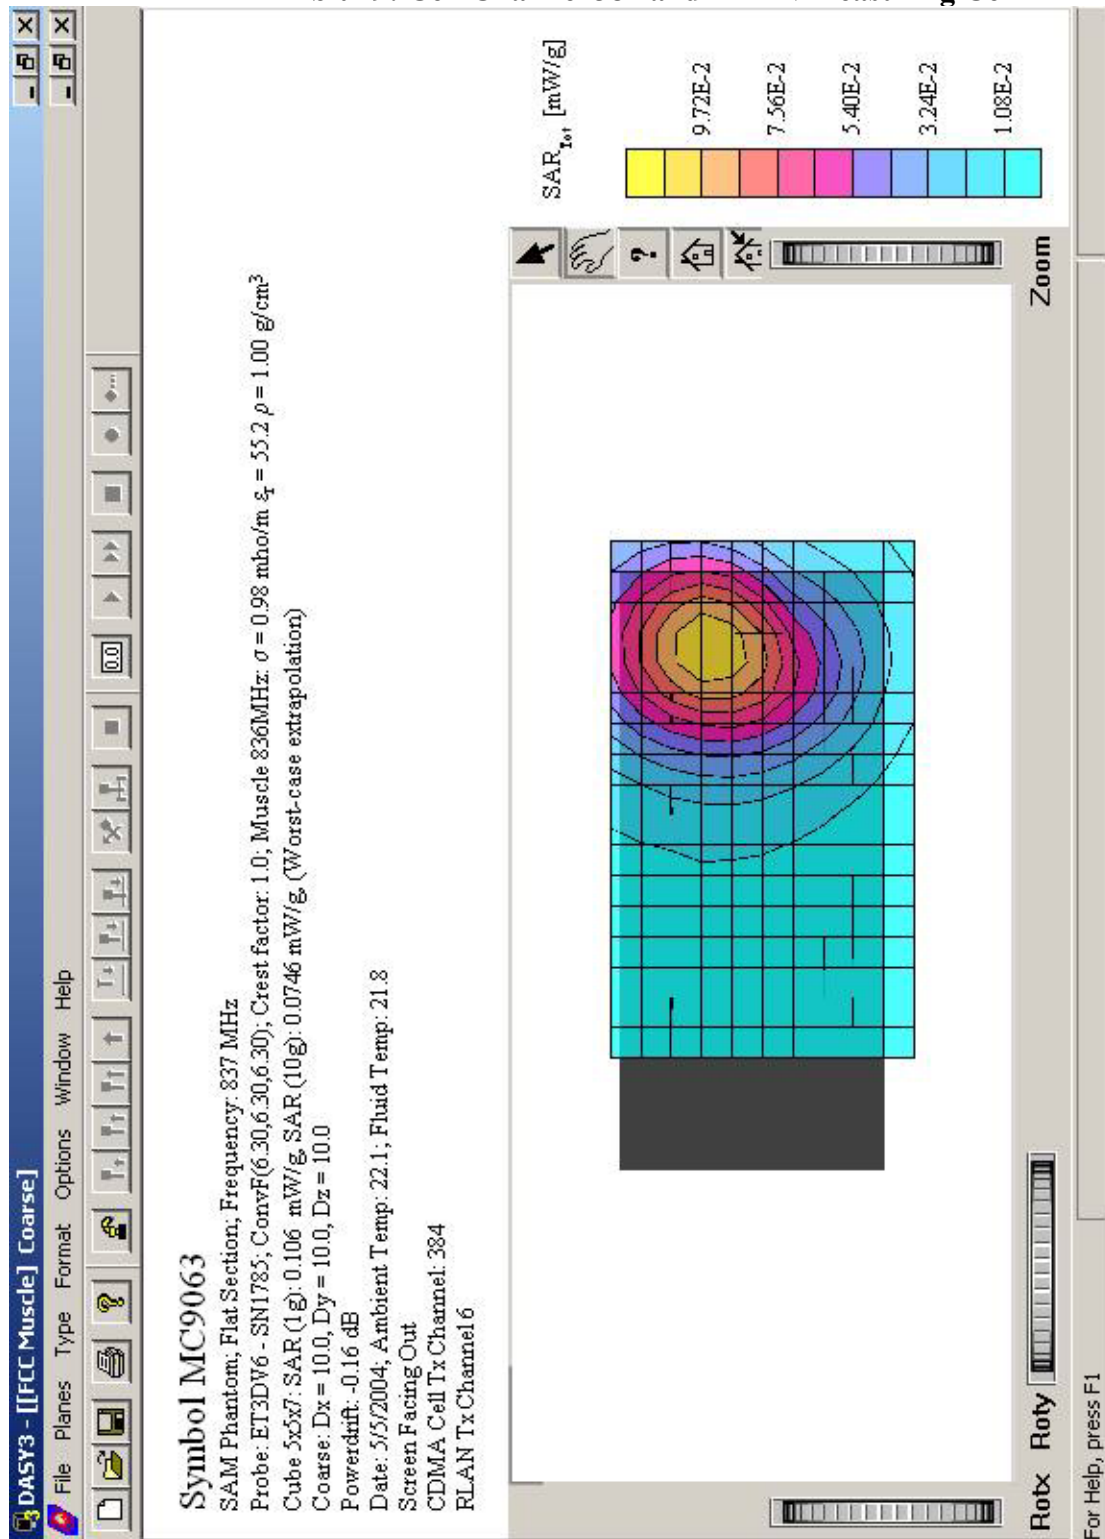 DASY3 - [[FCC Muscle] Coarse]
File Planes Type Format Options Window Help
0.0
Symbol MC9063
SAM Phantom; Flat Section; Frequency: 837 MHz
Probe: ET3DV6 - SN1785; ConvF(6.30,6.30,6.30); Crest factor: 1.0; Muscle 836MHz: σ = 0.98 mho/m εr = 55.2 ρ = 1.00 g/cm³
Cube 5x5x7: SAR (1g): 0.106 mW/g, SAR (10g): 0.0746 mW/g, (Worst-case extrapolation)
Coarse: Dx = 10.0, Dy = 10.0, Dz = 10.0
Powerdrift: -0.16 dB
Date: 5/5/2004; Ambient Temp: 22.1; Fluid Temp: 21.8
Screen Facing Out
CDMA Cell Tx Channel: 384
RLAN Tx Channel 6
SAR Tot [mW/g]
9.72E-2
7.56E-2
5.40E-2
3.24E-2
1.08E-2
Rotx Roty Zoom
For Help, press F1